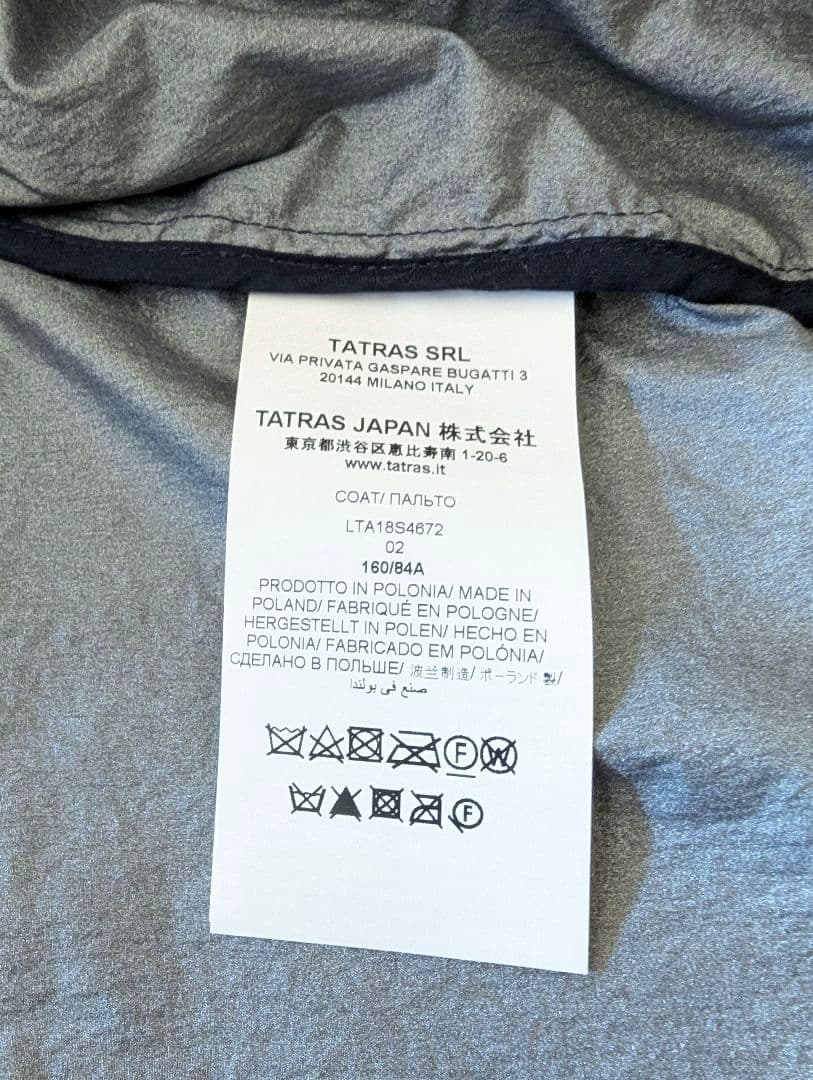 TATRAS SRL
VIA PRIVATA GASPARE BUGATTI 3
20144 MILANO ITALY
TATRAS JAPAN 株式会社
東京都渋谷区恵比寿南 1-20-6
www.tatras.it
COAT/ ПАЛЬТО
LTA18S4672
02
160/84A
PRODOTTO IN POLONIA/ MADE IN
POLAND/ FABRIQUÉ EN POLOGNE/
HERGESTELLT IN POLEN/ HECHO EN
POLONIA/ FABRICADO EM POLÓNIA/
СДЕЛАНО В ПОЛЬШЕ/ 波兰制造/ ポーランド 製/
صنع في بولندا
F W
F